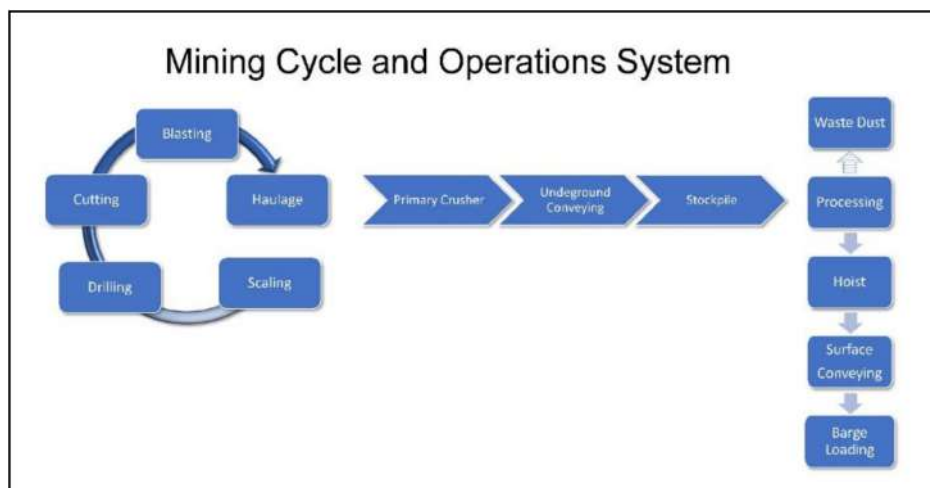 Mining Cycle and Operations System
Blasting
Cutting
Haulage
Drilling
Scaling
Primary Crusher
Undeground
Conveying
Stockpile
Waste Dust
Processing
Hoist
Surface
Conveying
Barge
Loading